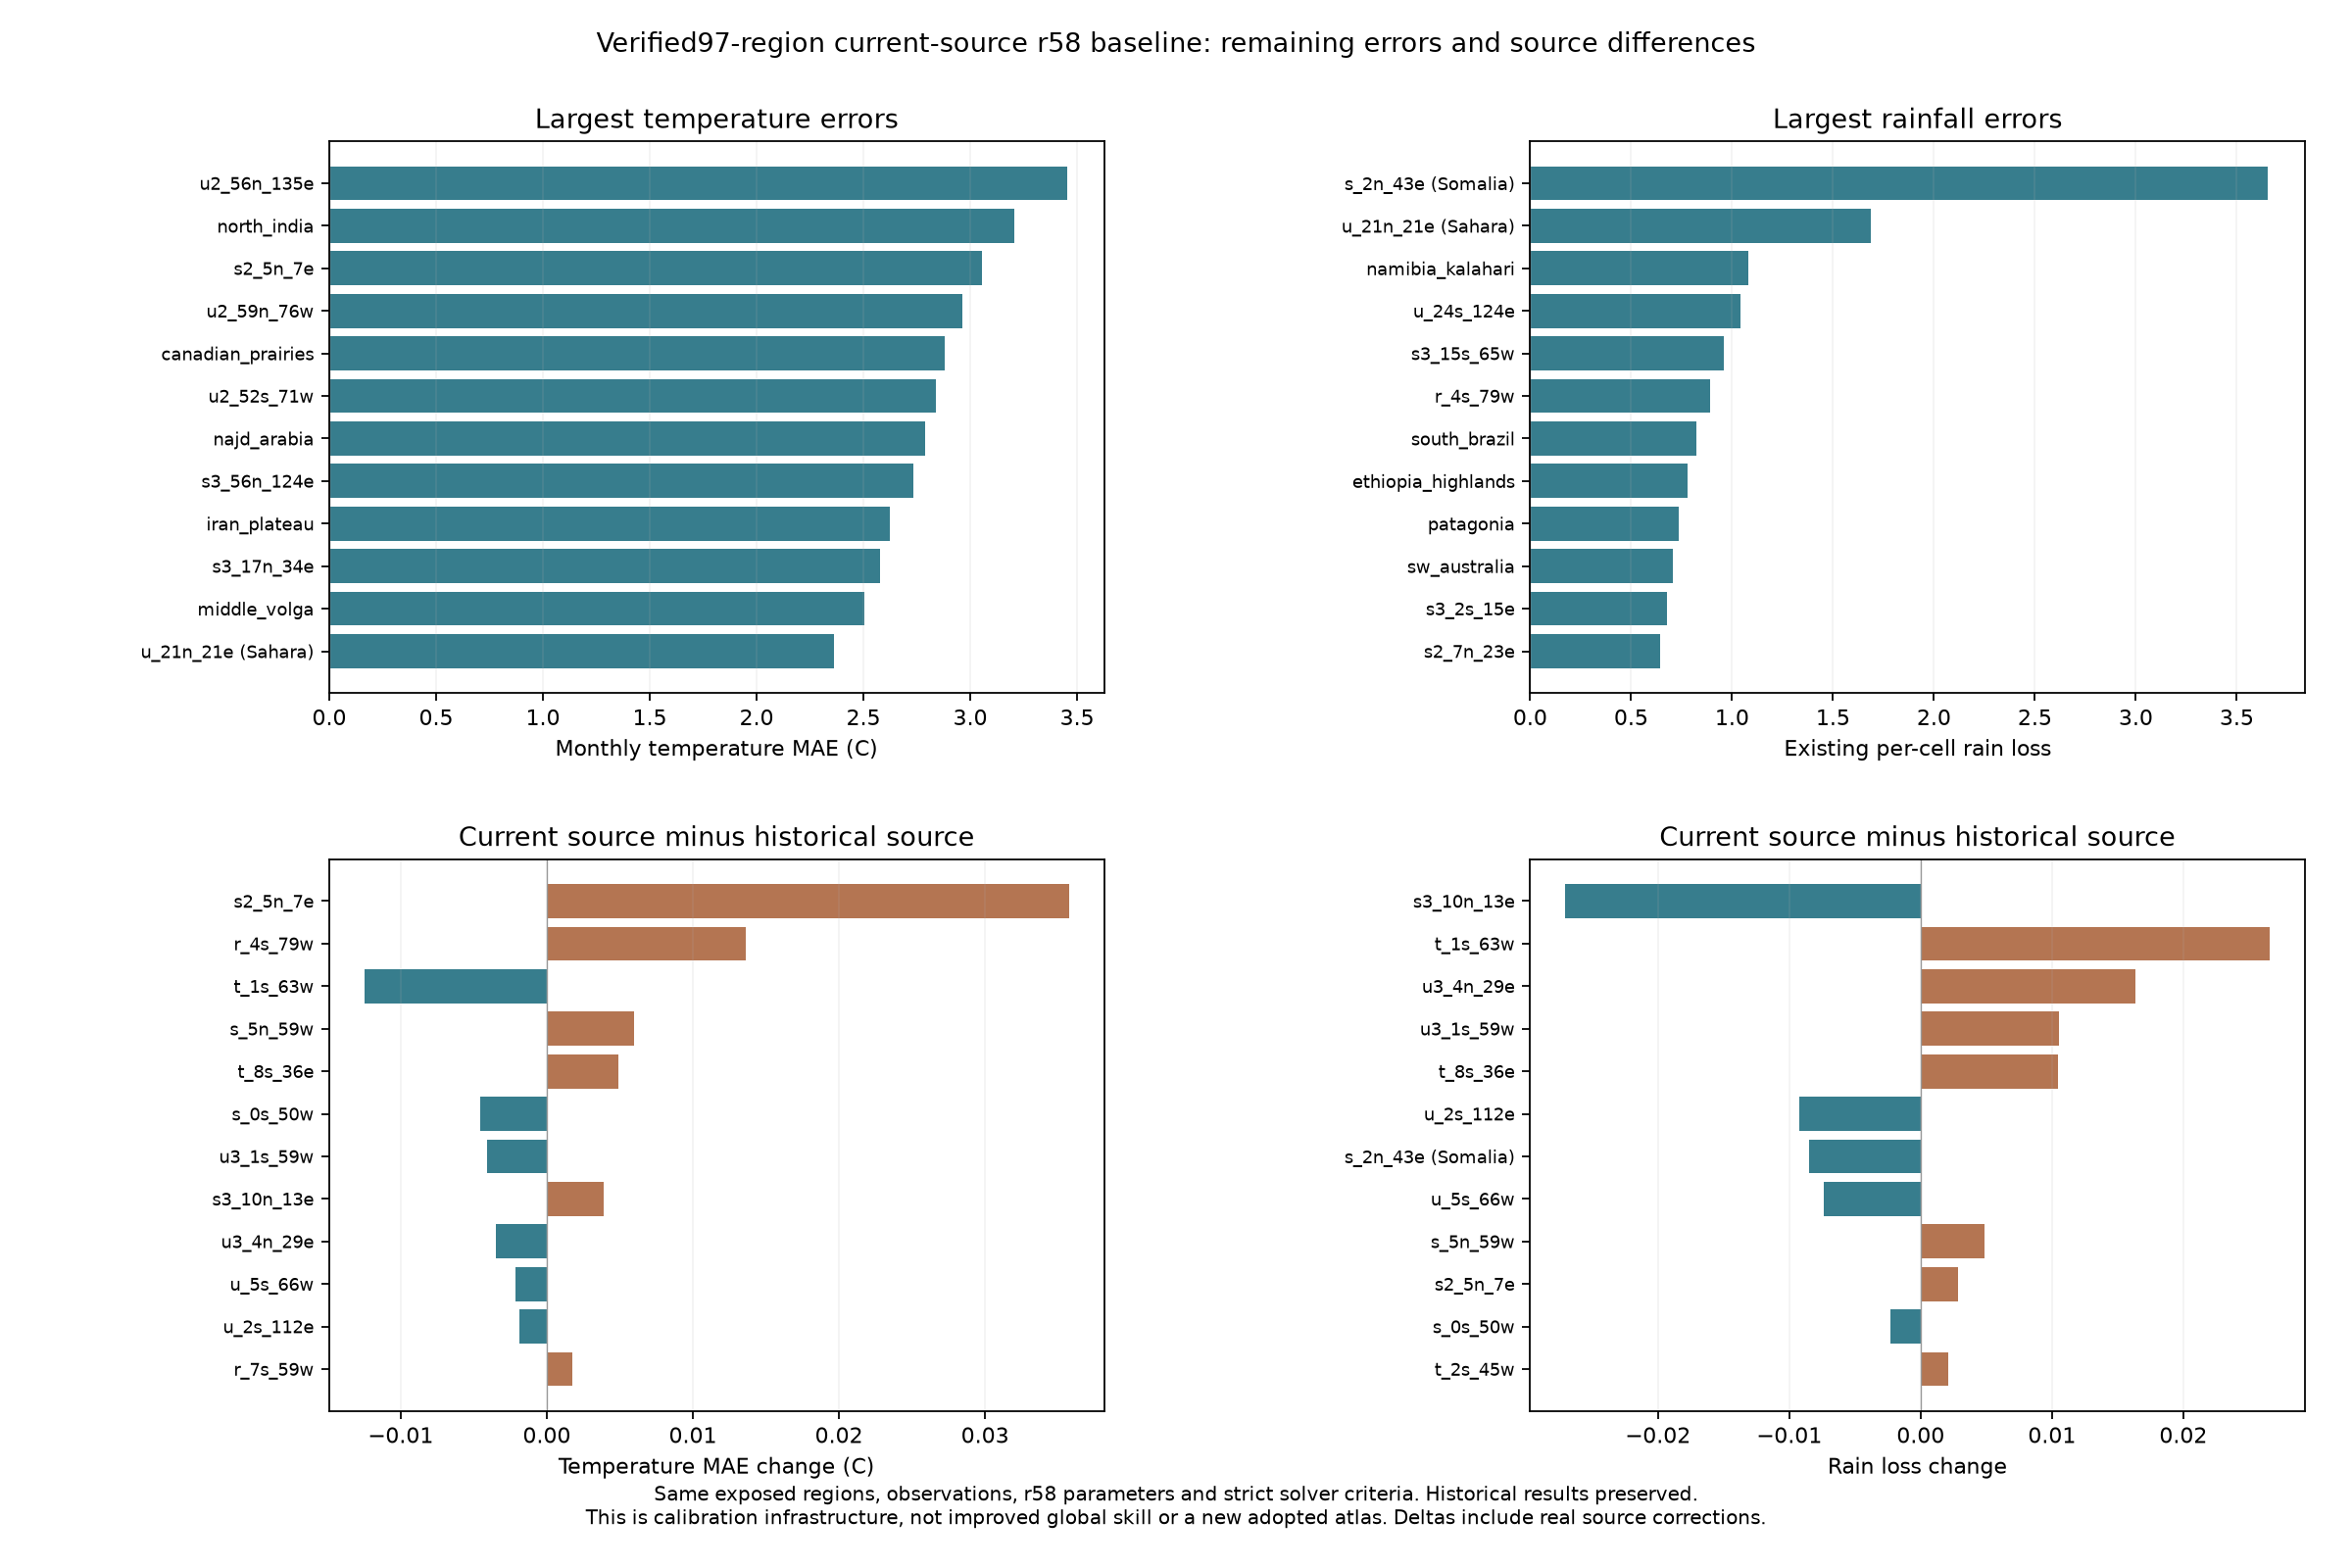 Verified97-region current-source r58 baseline: remaining errors and source differences
Largest temperature errors
u2_56n_135e
north_india
s2_5n_7e
u2_59n_76w
canadian_prairies
u2_52s_71w
najd_arabia
s3_56n_124e
iran_plateau
s3_17n_34e
middle_volga
u_21n_21e (Sahara)
0.0 0.5 1.0 1.5 2.0 2.5 3.0 3.5
Monthly temperature MAE (C)
Largest rainfall errors
s_2n_43e (Somalia)
u_21n_21e (Sahara)
namibia_kalahari
u_24s_124e
s3_15s_65w
r_4s_79w
south_brazil
ethiopia_highlands
patagonia
sw_australia
s3_2s_15e
s2_7n_23e
0.0 0.5 1.0 1.5 2.0 2.5 3.0 3.5
Existing per-cell rain loss
Current source minus historical source
s2_5n_7e
r_4s_79w
t_1s_63w
s_5n_59w
t_8s_36e
s_0s_50w
u3_1s_59w
s3_10n_13e
u3_4n_29e
u_5s_66w
u_2s_112e
r_7s_59w
−0.01 0.00 0.01 0.02 0.03
Temperature MAE change (C)
Current source minus historical source
s3_10n_13e
t_1s_63w
u3_4n_29e
u3_1s_59w
t_8s_36e
u_2s_112e
s_2n_43e (Somalia)
u_5s_66w
s_5n_59w
s2_5n_7e
s_0s_50w
t_2s_45w
−0.02 −0.01 0.00 0.01 0.02
Rain loss change
Same exposed regions, observations, r58 parameters and strict solver criteria. Historical results preserved.
This is calibration infrastructure, not improved global skill or a new adopted atlas. Deltas include real source corrections.